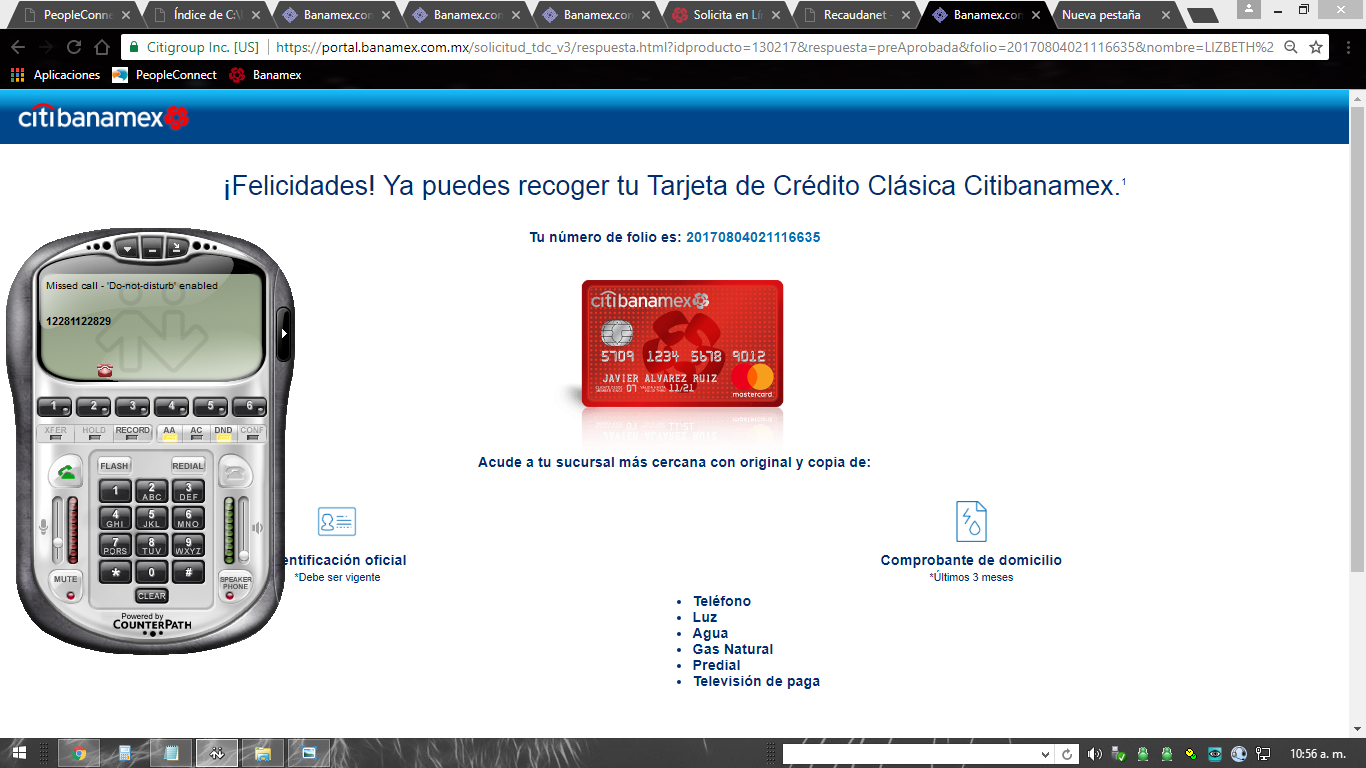 PeopleConne
Índice de C:\
Banamex.co
Banamex.co
Banamex.co
Solicita en Lí
Recaudanet
Banamex.co
Nueva pestaña
Citigroup Inc. [US]
https://portal.banamex.com.mx/solicitud_tdc_v3/respuesta.html?idproducto=130217&respuesta=preAprobada&folio=20170804021116635&nombre=LIZBETH%2
Aplicaciones
PeopleConnect
Banamex
citibanamex
¡Felicidades! Ya puedes recoger tu Tarjeta de Crédito Clásica Citibanamex.1
Tu número de folio es: 20170804021116635
citibanamex
5709 1234 5678 9012
07
11/21
JAVIER ALVAREZ RUIZ
mastercard
Acude a tu sucursal más cercana con original y copia de:
entificación oficial
*Debe ser vigente
Comprobante de domicilio
*Últimos 3 meses
• Teléfono
• Luz
• Agua
• Gas Natural
• Predial
• Televisión de paga
Missed call - 'Do-not-disturb' enabled
12281122829
1 2 3 4 5 6
XFER HOLD RECORD AA AC DND CONF
FLASH REDIAL
1 2 ABC 3 DEF
4 GHI 5 JKL 6 MNO
7 PQRS 8 TUV 9 WXYZ
* 0 #
MUTE
SPEAKER PHONE
CLEAR
Powered by
COUNTERPATH
10:56 a. m.